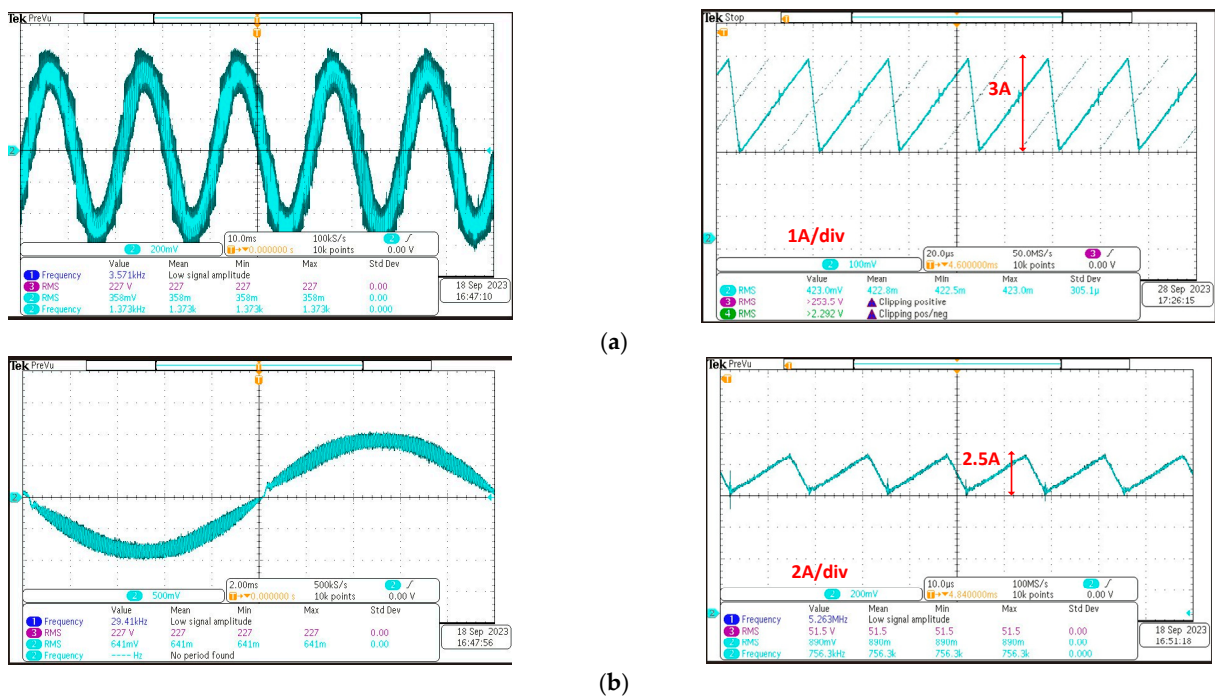 Tek PreVu
T
T
2
2 200mV
10.0ms 100kS/s 2
T→▼0.000000 s 10k points 0.00 V
Value Mean Min Max Std Dev
1 Frequency 3.571kHz Low signal amplitude
3 RMS 227 V 227 227 227 0.00
2 RMS 358mV 358m 358m 358m 0.00
2 Frequency 1.373kHz 1.373k 1.373k 1.373k 0.000
18 Sep 2023
16:47:10
Tek Stop
T
3A
2
1A/div
2 100mV
20.0µs 50.0MS/s 3
T→▼4.600000ms 10k points 0.00 V
Value Mean Min Max Std Dev
2 RMS 423.0mV 422.8m 422.5m 423.0m 305.1µ
3 RMS >253.5 V Clipping positive
4 RMS >2.292 V Clipping pos/neg
28 Sep 2023
17:26:15
(a)
Tek PreVu
T
2
2 500mV
2.00ms 500kS/s 2
T→▼0.000000 s 10k points 0.00 V
Value Mean Min Max Std Dev
1 Frequency 29.41kHz Low signal amplitude
3 RMS 227 V 227 227 227 0.00
2 RMS 641mV 641m 641m 641m 0.00
2 Frequency ---- Hz No period found
18 Sep 2023
16:47:56
Tek PreVu
T
2.5A
2
2A/div
2 200mV
10.0µs 100MS/s 2
T→▼4.840000ms 10k points 0.00 V
Value Mean Min Max Std Dev
1 Frequency 5.263MHz Low signal amplitude
3 RMS 51.5 V 51.5 51.5 51.5 0.00
2 RMS 890mV 890m 890m 890m 0.00
2 Frequency 756.3kHz 756.3k 756.3k 756.3k 0.000
18 Sep 2023
16:51:18
(b)